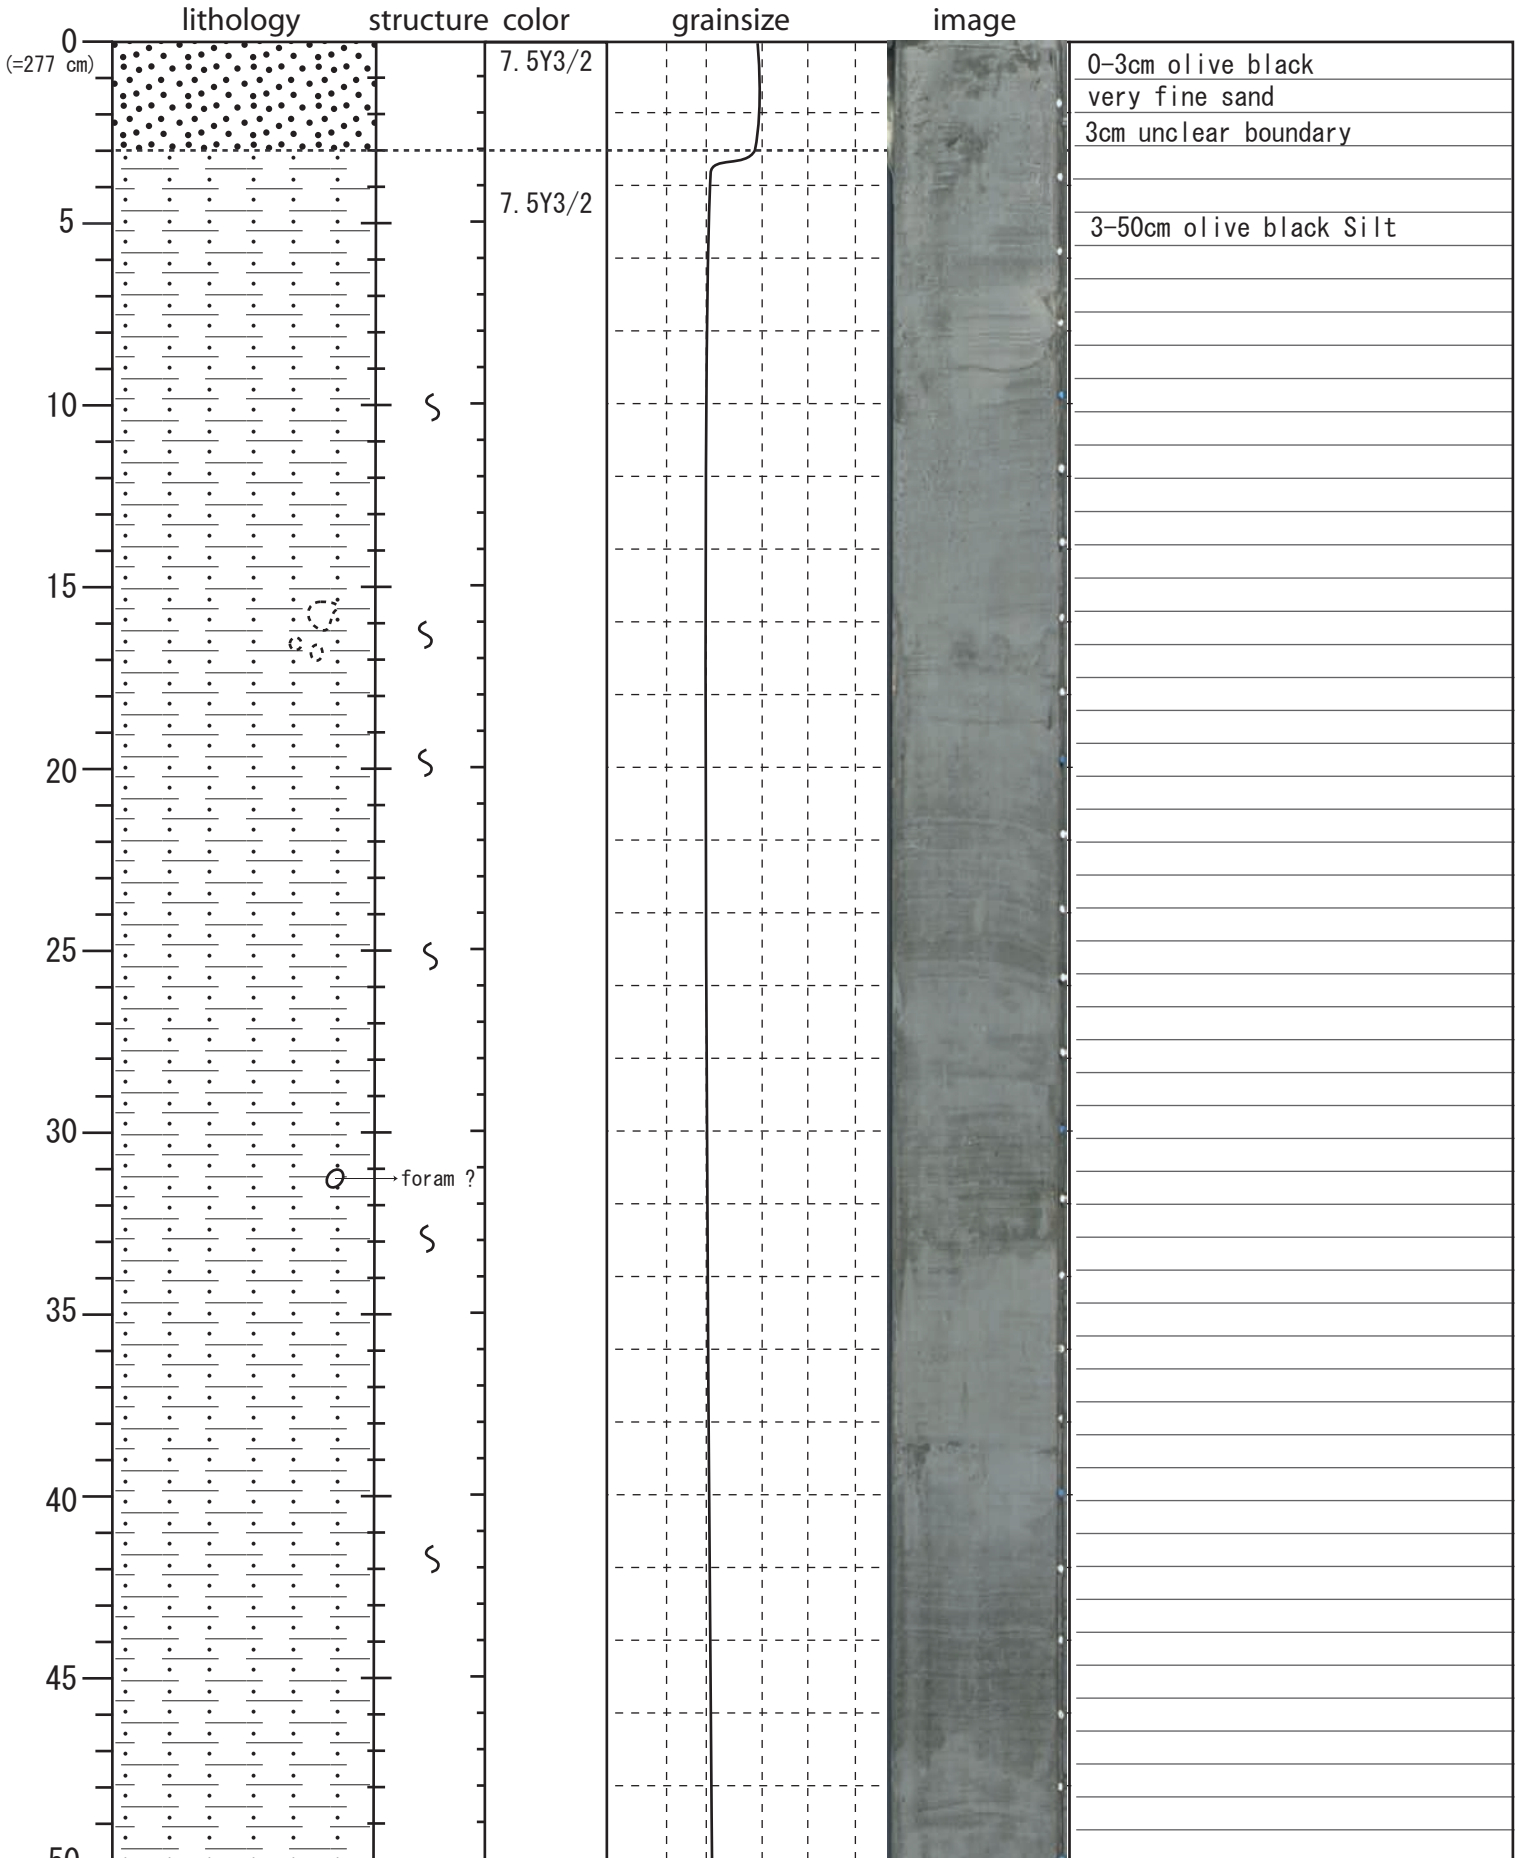 lithology structure color grainsize image
0
(=277 cm)
7.5Y3/2
0-3cm olive black
very fine sand
3cm unclear boundary
7.5Y3/2
5
3-50cm olive black Silt
10
15
20
25
30
foram ?
35
40
45
50